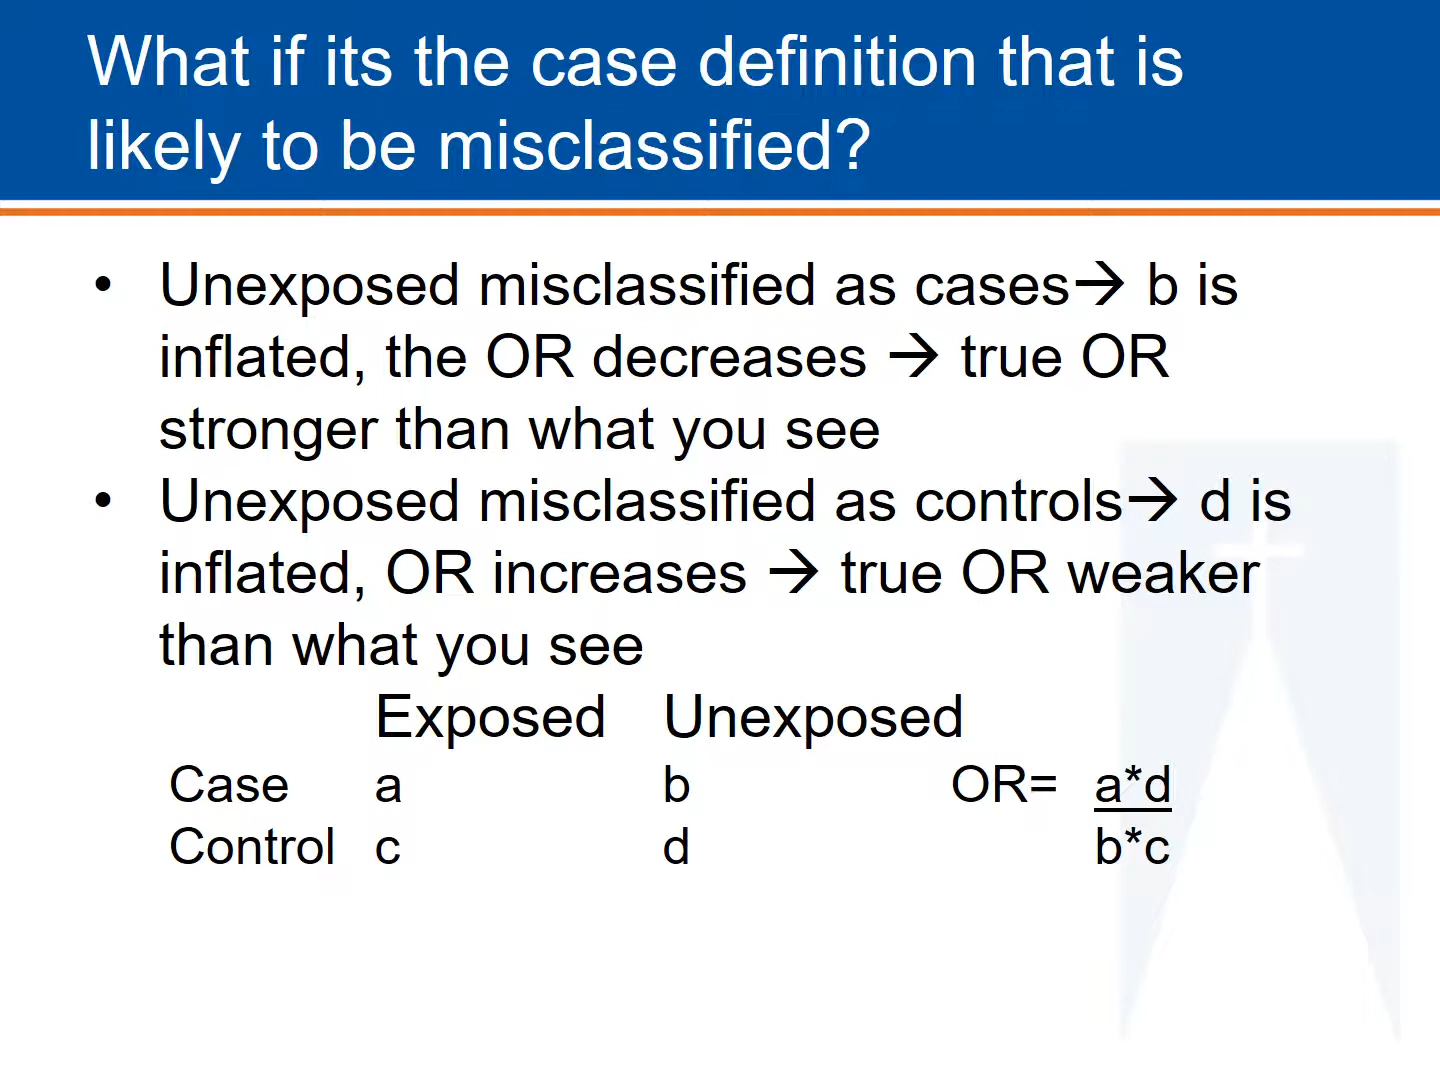 What if its the case definition that is
likely to be misclassified?
• Unexposed misclassified as cases→ b is
inflated, the OR decreases → true OR
stronger than what you see
• Unexposed misclassified as controls→ d is
inflated, OR increases → true OR weaker
than what you see
Exposed Unexposed
Case a b OR= a*d
Control c d b*c